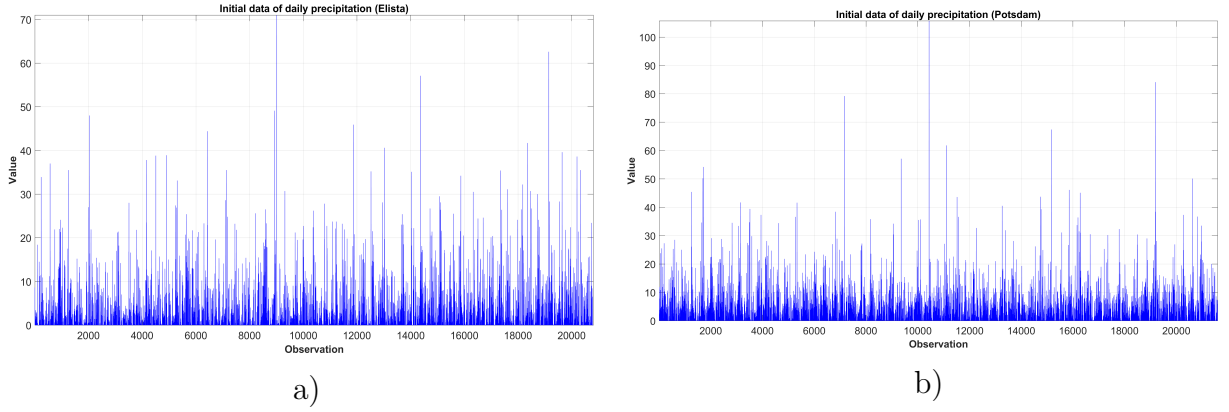 Initial data of daily precipitation (Elista)
70
60
50
40
30
20
10
0
Value
2000 4000 6000 8000 10000 12000 14000 16000 18000 20000
Observation
a)
Initial data of daily precipitation (Potsdam)
100
90
80
70
60
50
40
30
20
10
0
Value
2000 4000 6000 8000 10000 12000 14000 16000 18000 20000
Observation
b)